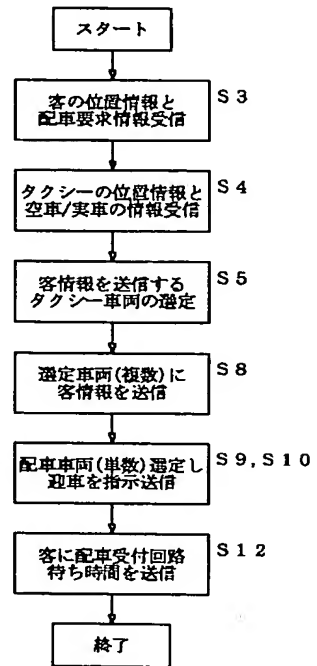 スタート
客の位置情報と
配車要求情報受信
S3
タクシーの位置情報と
空車/実車の情報受信
S4
客情報を送信する
タクシー車両の選定
S5
選定車両(複数)に
客情報を送信
S8
配車車両(単数)選定し
迎車を指示送信
S9,S10
客に配車受付回路
待ち時間を送信
S12
終了